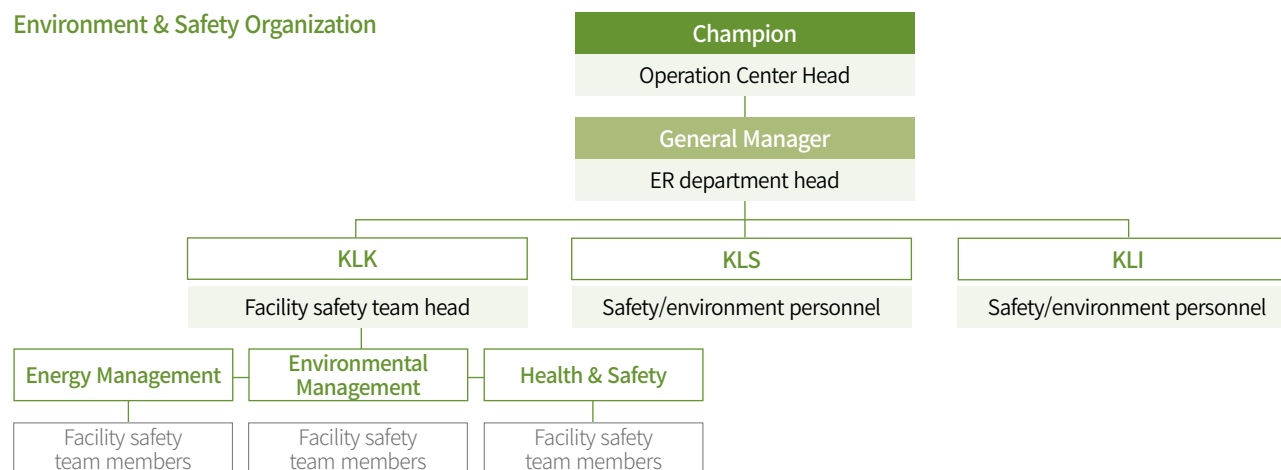 Environment & Safety Organization
Champion
Operation Center Head
General Manager
ER department head
KLK
KLS
KLI
Facility safety team head
Safety/environment personnel
Safety/environment personnel
Energy Management
Environmental
Management
Health & Safety
Facility safety
team members
Facility safety
team members
Facility safety
team members